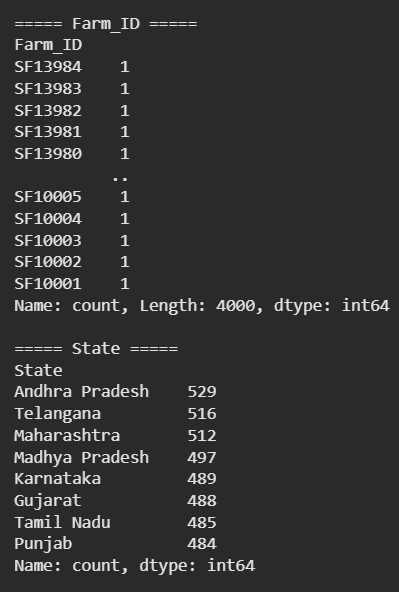 ===== Farm_ID =====
Farm_ID
SF13984    1
SF13983    1
SF13982    1
SF13981    1
SF13980    1
          ..
SF10005    1
SF10004    1
SF10003    1
SF10002    1
SF10001    1
Name: count, Length: 4000, dtype: int64
===== State =====
State
Andhra Pradesh    529
Telangana         516
Maharashtra       512
Madhya Pradesh    497
Karnataka         489
Gujarat           488
Tamil Nadu        485
Punjab            484
Name: count, dtype: int64